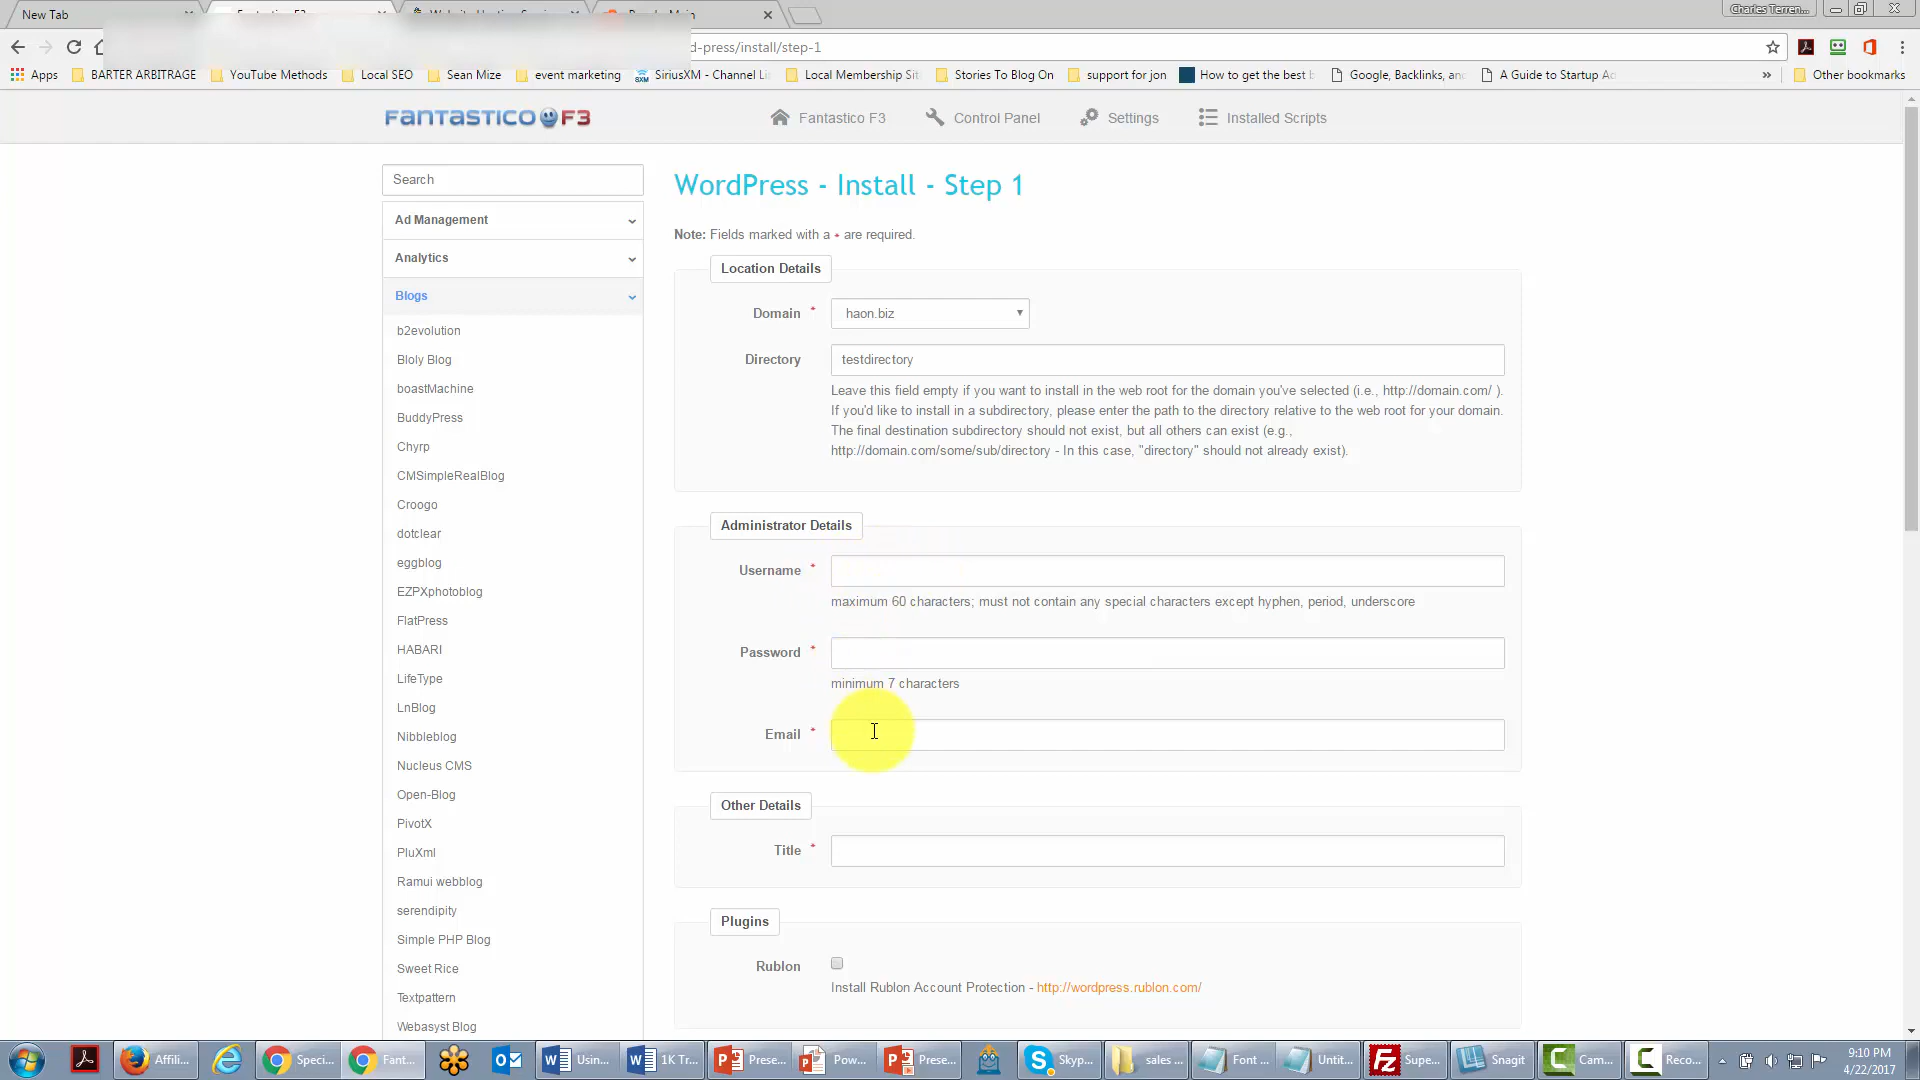 New Tab
Charles Terren...
d-press/install/step-1
Apps BARTER ARBITRAGE YouTube Methods Local SEO Sean Mize event marketing SiriusXM - Channel Li Local Membership Sit Stories To Blog On support for jon How to get the best b Google, Backlinks, an A Guide to Startup Ad » Other bookmarks
FANTASTICO F3 Fantastico F3 Control Panel Settings Installed Scripts
Search
Ad Management
Analytics
Blogs
b2evolution
Bloly Blog
boastMachine
BuddyPress
Chyrp
CMSimpleRealBlog
Croogo
dotclear
eggblog
EZPXphotoblog
FlatPress
HABARI
LifeType
LnBlog
Nibbleblog
Nucleus CMS
Open-Blog
PivotX
PluXml
Ramui webblog
serendipity
Simple PHP Blog
Sweet Rice
Textpattern
Webasyst Blog
WordPress - Install - Step 1
Note: Fields marked with a * are required.
Location Details
Domain * haon.biz
Directory testdirectory
Leave this field empty if you want to install in the web root for the domain you've selected (i.e., http://domain.com/ ).
If you'd like to install in a subdirectory, please enter the path to the directory relative to the web root for your domain.
The final destination subdirectory should not exist, but all others can exist (e.g.,
http://domain.com/some/sub/directory - In this case, "directory" should not already exist).
Administrator Details
Username *
maximum 60 characters; must not contain any special characters except hyphen, period, underscore
Password *
minimum 7 characters
Email *
Other Details
Title *
Plugins
Rublon
Install Rublon Account Protection - http://wordpress.rublon.com/
Affili... Speci... Fant... Usin... 1K Tr... Prese... Pow... Prese... Skyp... sales ... Font ... Untit... Supe... Snagit Cam... Reco...
9:10 PM
4/22/2017